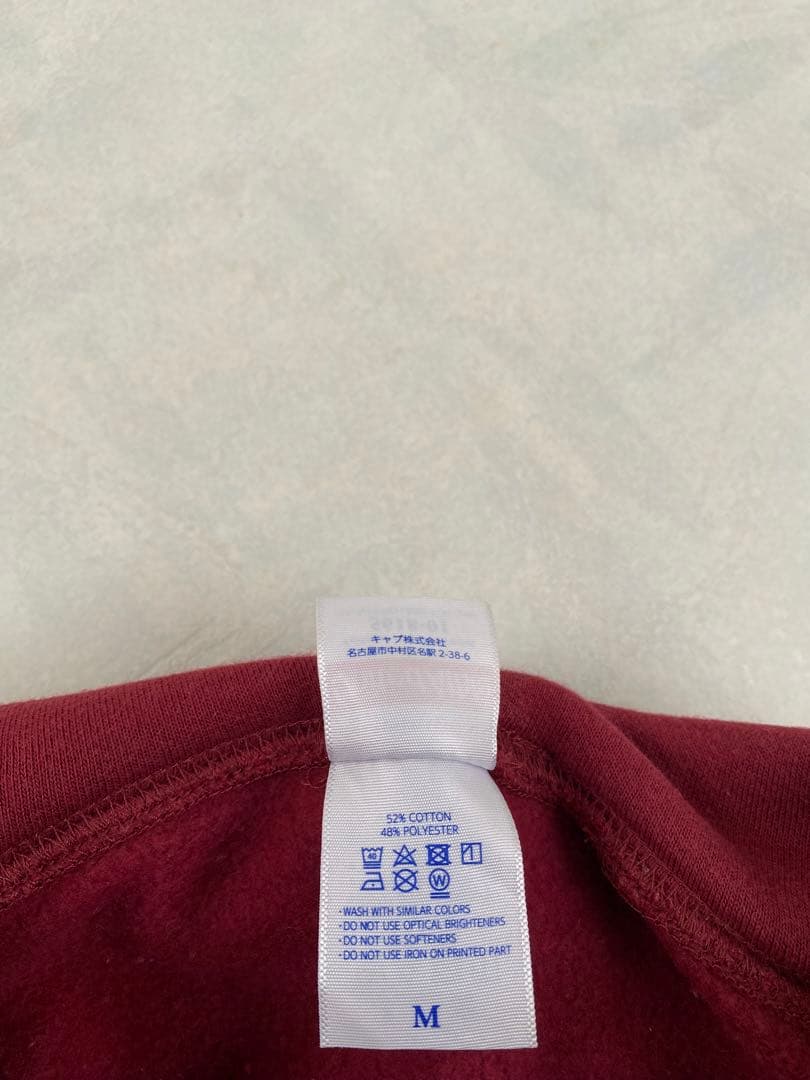 キャブ株式会社
名古屋市中村区名駅 2-38-6
52% COTTON
48% POLYESTER
40
W
・WASH WITH SIMILAR COLORS
・DO NOT USE OPTICAL BRIGHTENERS
・DO NOT USE SOFTENERS
・DO NOT USE IRON ON PRINTED PART
M